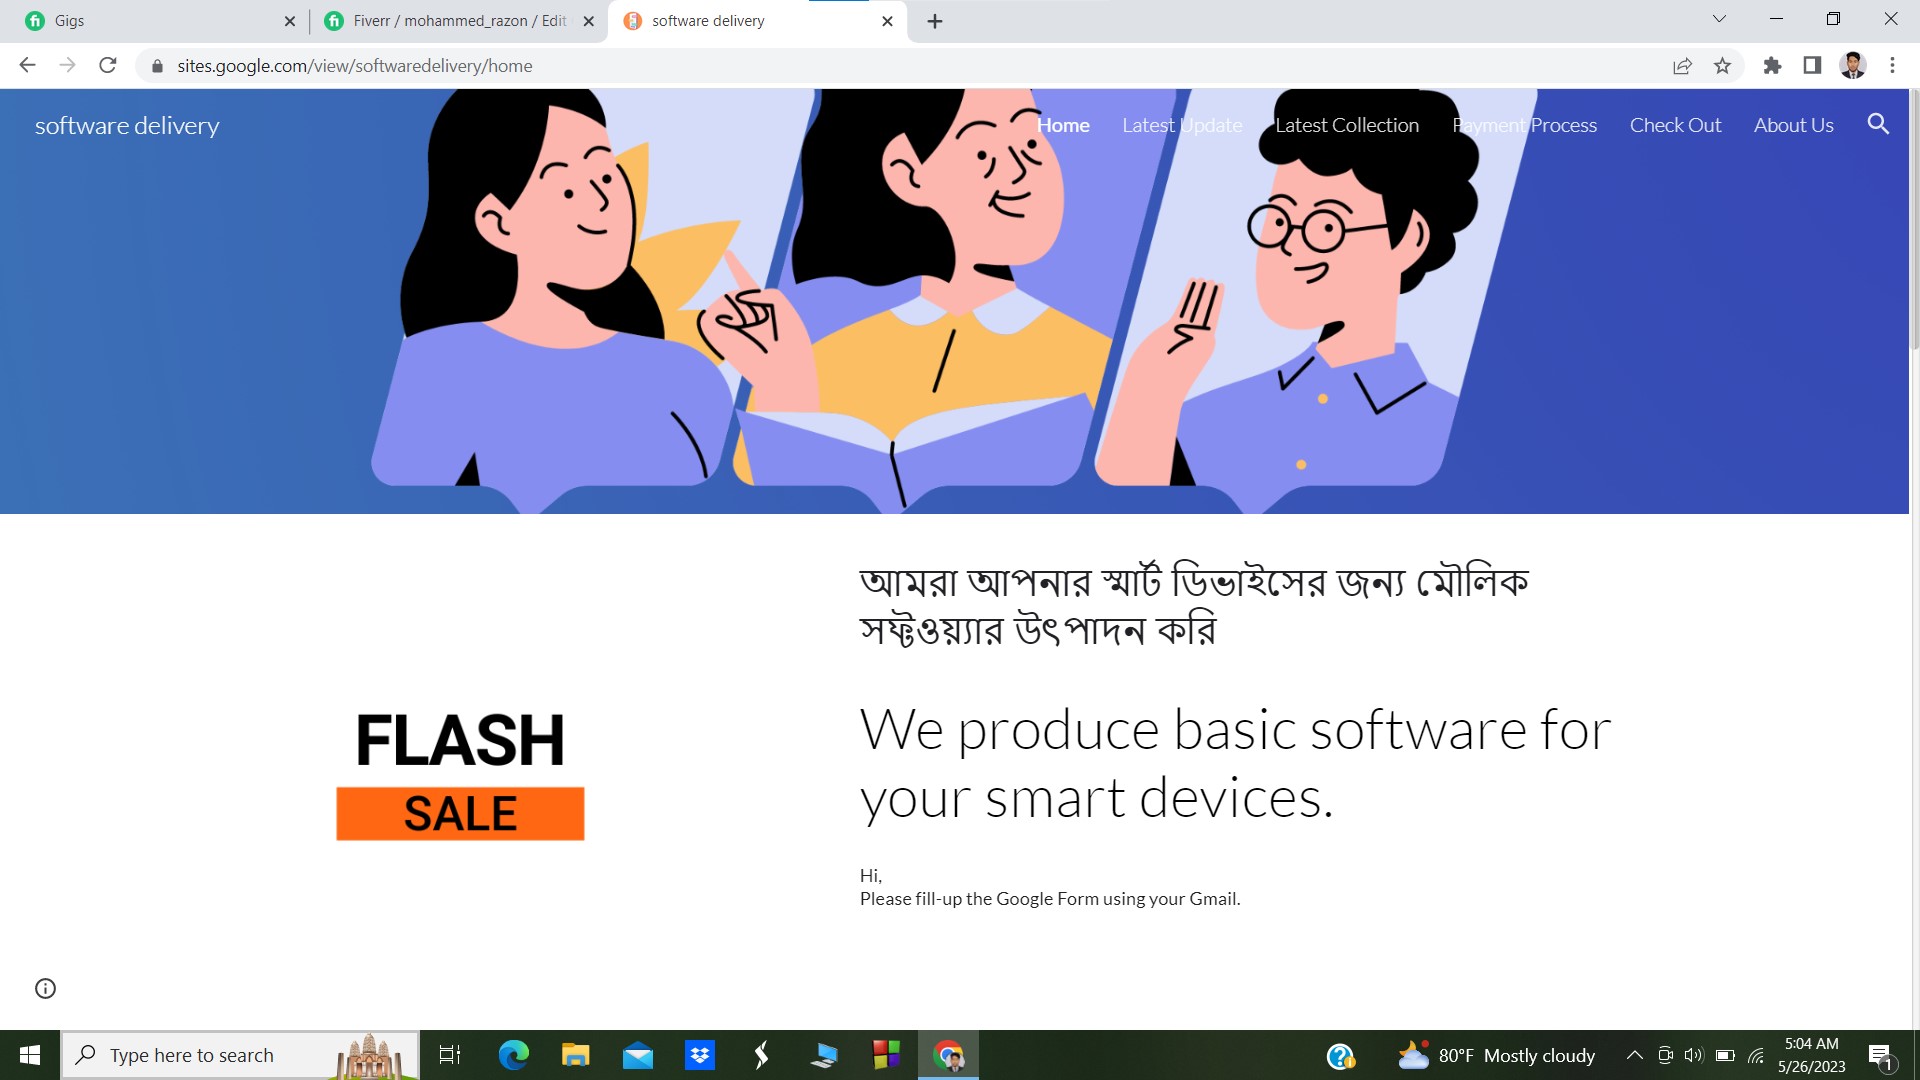 Gigs
Fiverr / mohammed_razon / Edit
software delivery
sites.google.com/view/softwaredelivery/home
software delivery
Home
Latest Update
Latest Collection
Payment Process
Check Out
About Us
আমরা আপনার স্মার্ট ডিভাইসের জন্য মৌলিক
সফ্টওয়্যার উৎপাদন করি
FLASH
SALE
We produce basic software for
your smart devices.
Hi,
Please fill-up the Google Form using your Gmail.
Type here to search
80°F Mostly cloudy
5:04 AM
5/26/2023
1